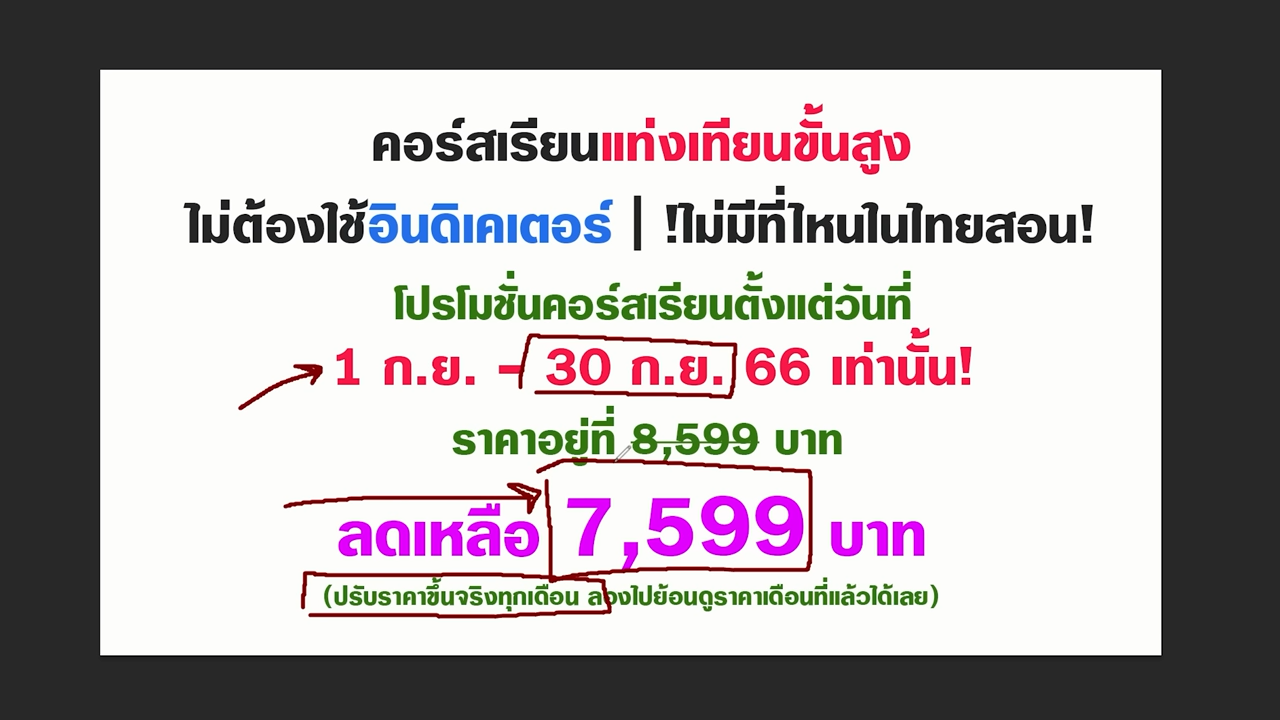 คอร์สเรียนแท่งเทียนขั้นสูง
ไม่ต้องใช้อินดิเคเตอร์ | !ไม่มีที่ไหนในไทยสอน!
โปรโมชั่นคอร์สเรียนตั้งแต่วันที่
1 ก.ย. – 30 ก.ย. 66 เท่านั้น!
ราคาอยู่ที่ 8,599 บาท
ลดเหลือ 7,599 บาท
(ปรับราคาขึ้นจริงทุกเดือน ลองไปย้อนดูราคาเดือนที่แล้วได้เลย)